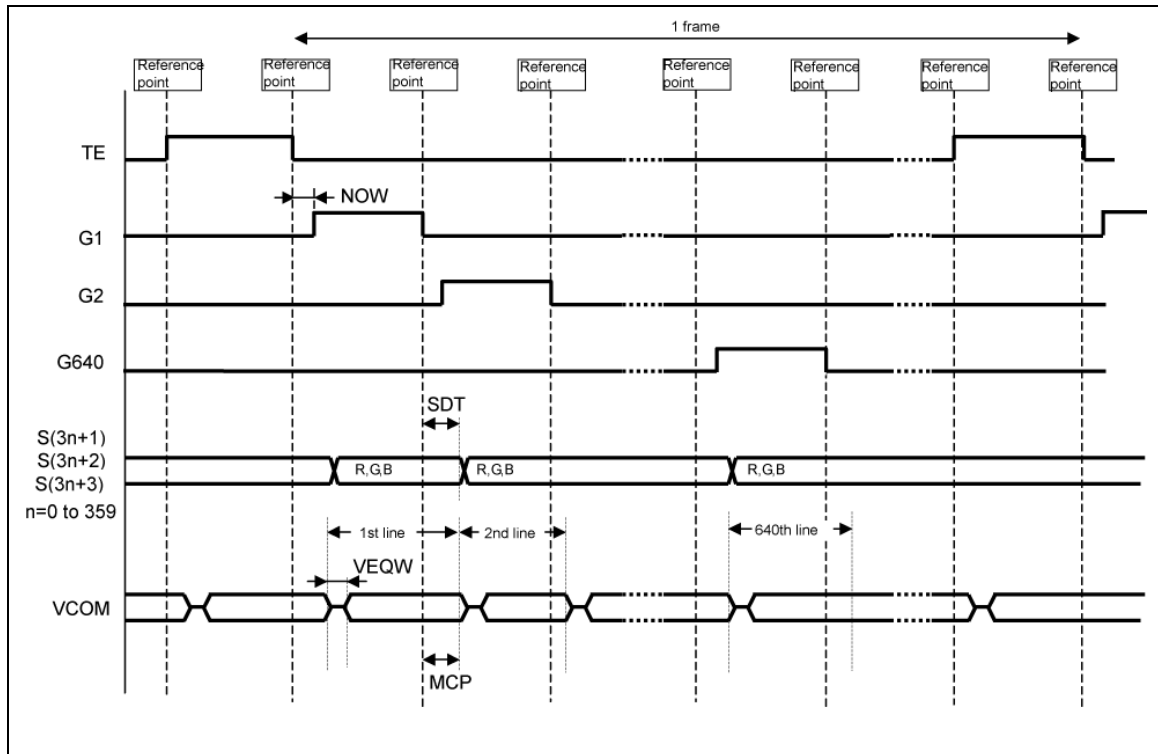 1 frame
Reference point
Reference point
Reference point
Reference point
Reference point
Reference point
Reference point
Reference point
TE
NOW
G1
G2
G640
SDT
S(3n+1)
S(3n+2)
S(3n+3)
n=0 to 359
R,G,B
R,G,B
R,G,B
1st line
2nd line
640th line
VEQW
VCOM
MCP